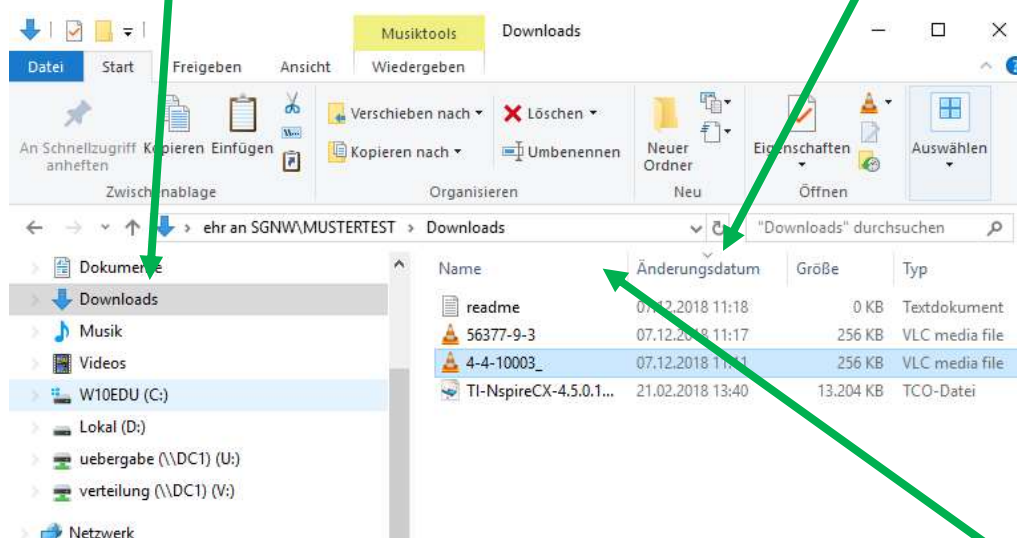 Musiktools Downloads
Datei Start Freigeben Ansicht Wiedergeben
An Schnellzugriff anheften
Kopieren Einfügen
Verschieben nach
Kopieren nach
Löschen
Umbenennen
Neuer Ordner
Eigenschaften
Auswählen
Zwischenablage Organisieren Neu Öffnen
ehr an SGNW\MUSTERTEST > Downloads "Downloads" durchsuchen
Name Änderungsdatum Größe Typ
Dokumente
Downloads
Musik
Videos
W10EDU (C:)
Lokal (D:)
uebergabe (\\DC1) (U:)
verteilung (\\DC1) (V:)
Netzwerk
readme 07.12.2018 11:18 0 KB Textdokument
56377-9-3 07.12.2018 11:17 256 KB VLC media file
4-4-10003_ 07.12.2018 256 KB VLC media file
TI-NspireCX-4.5.0.1... 21.02.2018 13:40 13.204 KB TCO-Datei